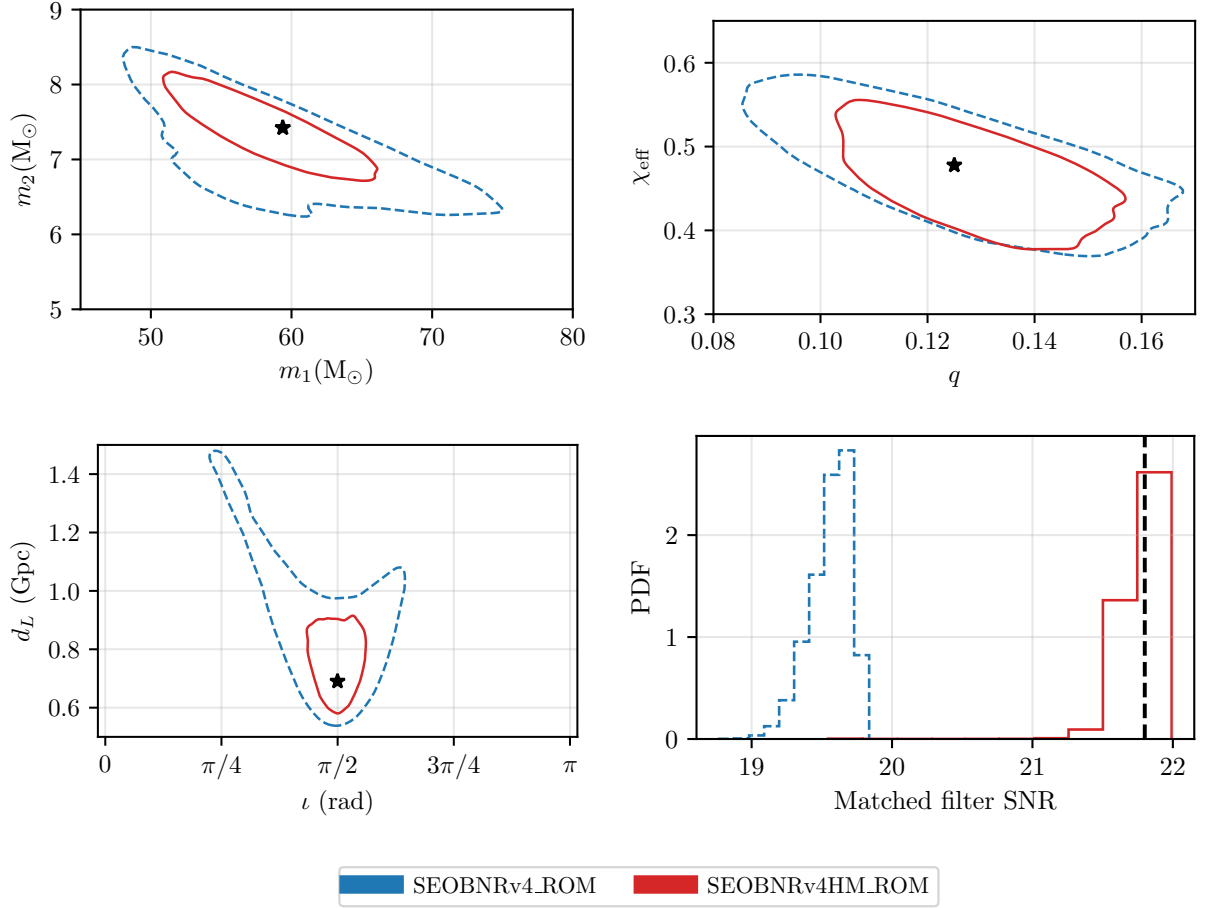 9
8
7
6
5
m₂(M⊙)
50
60
70
80
m₁(M⊙)
0.6
0.5
0.4
0.3
χeff
0.08
0.10
0.12
0.14
0.16
q
1.4
1.2
1.0
0.8
0.6
d_L (Gpc)
0
π/4
π/2
3π/4
π
ι (rad)
2
1
0
PDF
19
20
21
22
Matched filter SNR
SEOBNRv4_ROM
SEOBNRv4HM_ROM